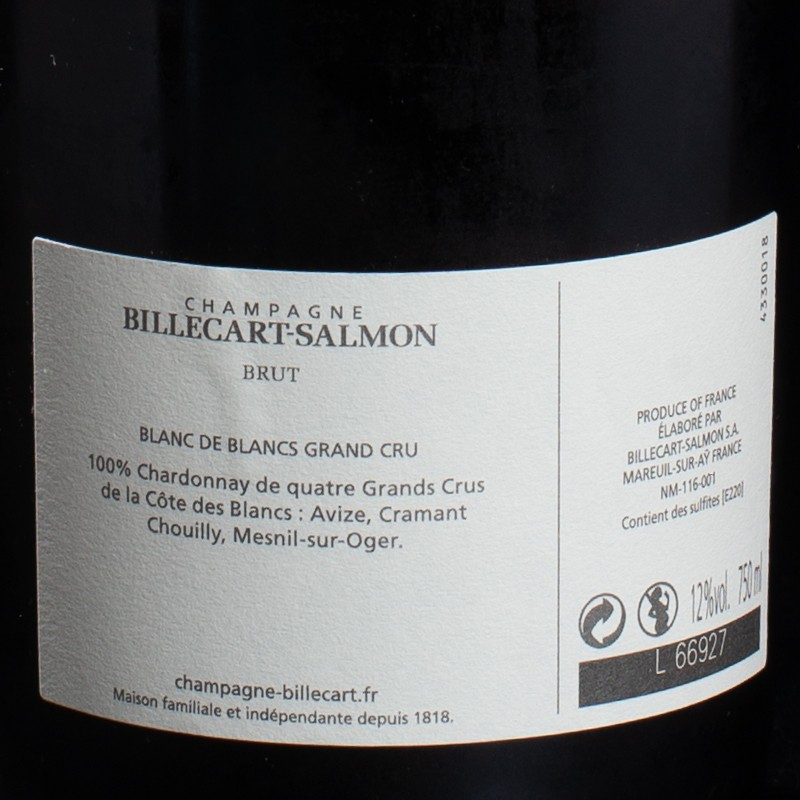 CHAMPAGNE
BILLECART-SALMON
BRUT
BLANC DE BLANCS GRAND CRU
100% Chardonnay de quatre Grands Crus
de la Côte des Blancs : Avize, Cramant
Chouilly, Mesnil-sur-Oger.
champagne-billecart.fr
Maison familiale et indépendante depuis 1818.
4330018
PRODUCE OF FRANCE
ÉLABORÉ PAR
BILLECART-SALMON S.A.
MAREUIL-SUR-AŸ FRANCE
NM-116-001
Contient des sulfites [E220]
12%vol. 750 ml
L 66927